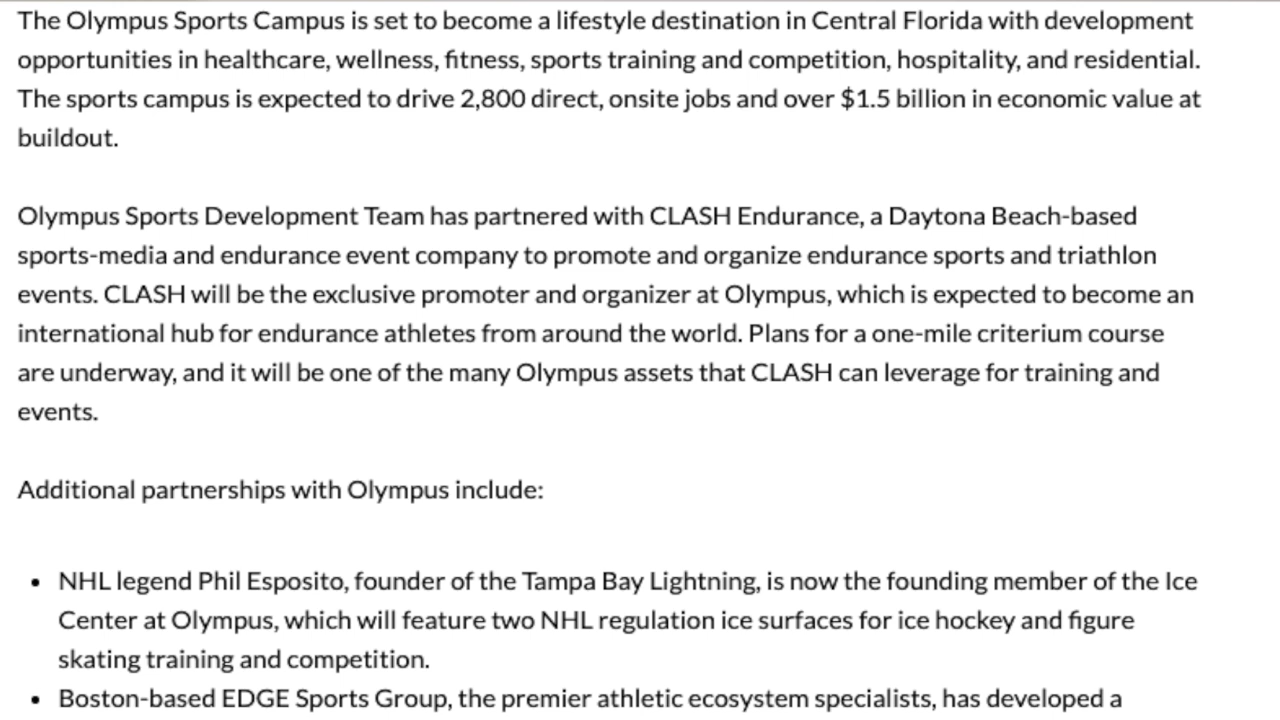 The Olympus Sports Campus is set to become a lifestyle destination in Central Florida with development
opportunities in healthcare, wellness, fitness, sports training and competition, hospitality, and residential.
The sports campus is expected to drive 2,800 direct, onsite jobs and over $1.5 billion in economic value at
buildout.
Olympus Sports Development Team has partnered with CLASH Endurance, a Daytona Beach-based
sports-media and endurance event company to promote and organize endurance sports and triathlon
events. CLASH will be the exclusive promoter and organizer at Olympus, which is expected to become an
international hub for endurance athletes from around the world. Plans for a one-mile criterium course
are underway, and it will be one of the many Olympus assets that CLASH can leverage for training and
events.
Additional partnerships with Olympus include:
• NHL legend Phil Esposito, founder of the Tampa Bay Lightning, is now the founding member of the Ice
Center at Olympus, which will feature two NHL regulation ice surfaces for ice hockey and figure
skating training and competition.
• Boston-based EDGE Sports Group, the premier athletic ecosystem specialists, has developed a